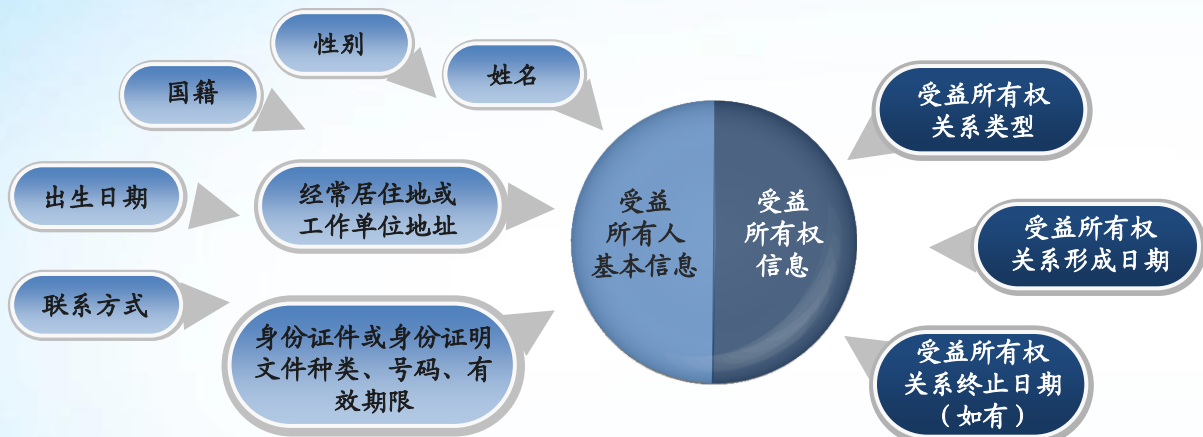 性别
姓名
国籍
出生日期
经常居住地或
工作单位地址
联系方式
身份证件或身份证明
文件种类、号码、有
效期限
受益
所有人
基本信息
受益
所有权
信息
受益所有权
关系类型
受益所有权
关系形成日期
受益所有权
关系终止日期
（如有）